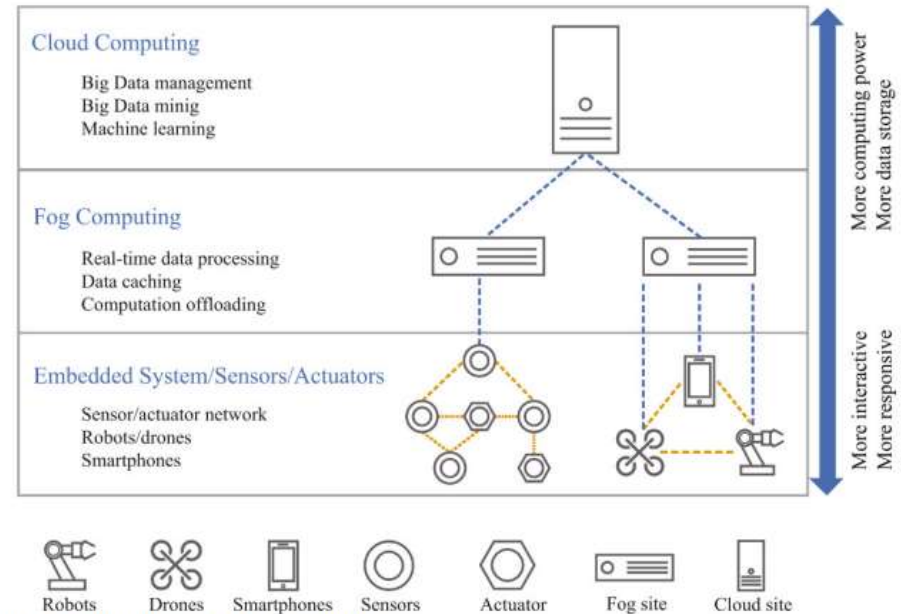 Cloud Computing
Big Data management
Big Data minig
Machine learning
Fog Computing
Real-time data processing
Data caching
Computation offloading
Embedded System/Sensors/Actuators
Sensor/actuator network
Robots/drones
Smartphones
More computing power
More data storage
More interactive
More responsive
Robots
Drones
Smartphones
Sensors
Actuator
Fog site
Cloud site